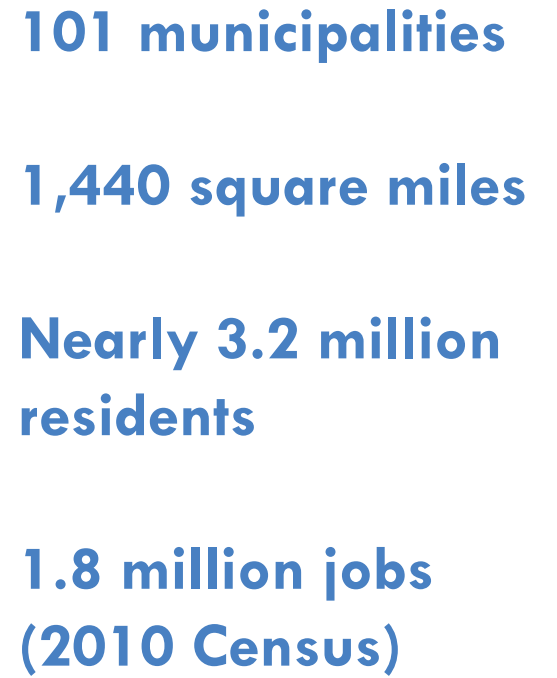 101 municipalities
1,440 square miles
Nearly 3.2 million
residents
1.8 million jobs
(2010 Census)